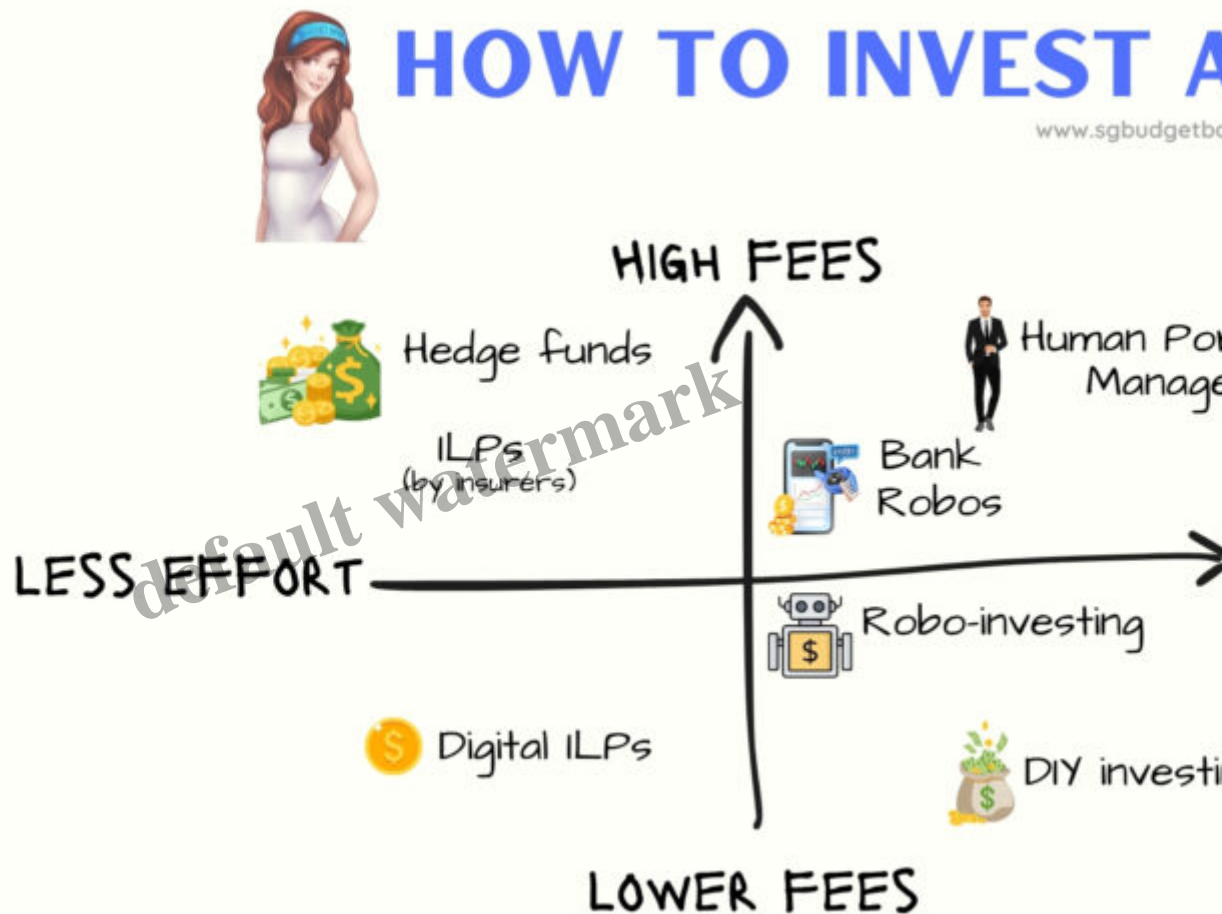 HOW TO INVEST A
www.sgbudgetba
HIGH FEES
Hedge funds
Human Por
Manage
ILPs
(by insurers)
Bank
Robos
default watermark
LESS EFFORT
Robo-investing
$
Digital ILPs
DIY investi
LOWER FEES